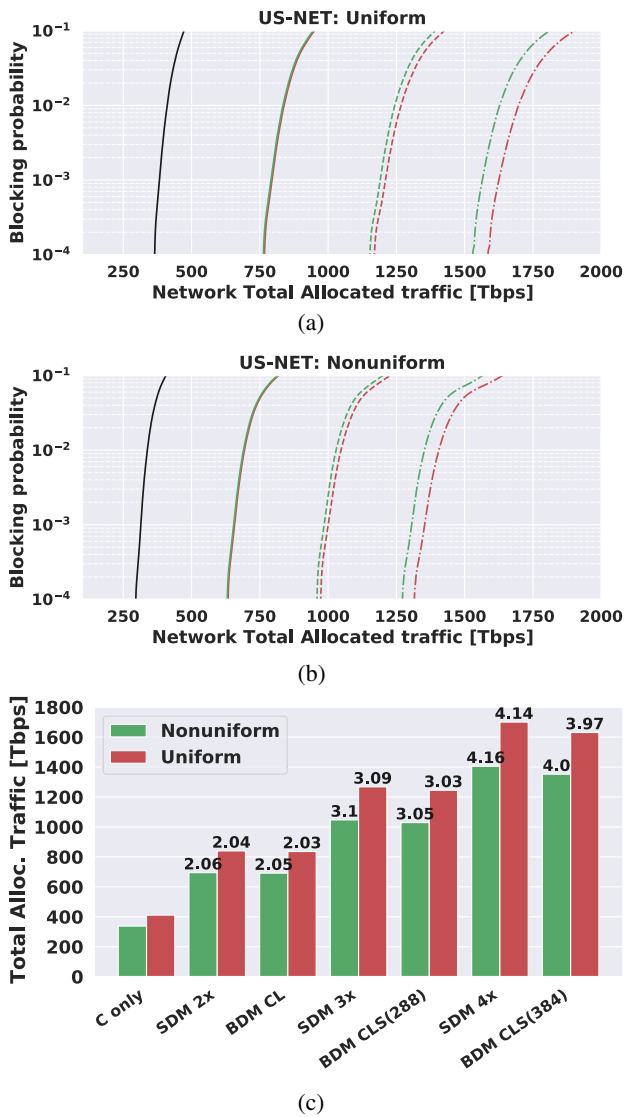 US-NET: Uniform
Blocking probability
10⁻¹
10⁻²
10⁻³
10⁻⁴
250 500 750 1000 1250 1500 1750 2000
Network Total Allocated traffic [Tbps]
(a)
US-NET: Nonuniform
Blocking probability
10⁻¹
10⁻²
10⁻³
10⁻⁴
250 500 750 1000 1250 1500 1750 2000
Network Total Allocated traffic [Tbps]
(b)
Total Alloc. Traffic [Tbps]
1800
1600
1400
1200
1000
800
600
400
200
0
Nonuniform
Uniform
2.06 2.04 2.05 2.03 3.1 3.09 3.05 3.03 4.16 4.14 4.0 3.97
C only
SDM 2x
BDM CL
SDM 3x
BDM CLS(288)
SDM 4x
BDM CLS(384)
(c)